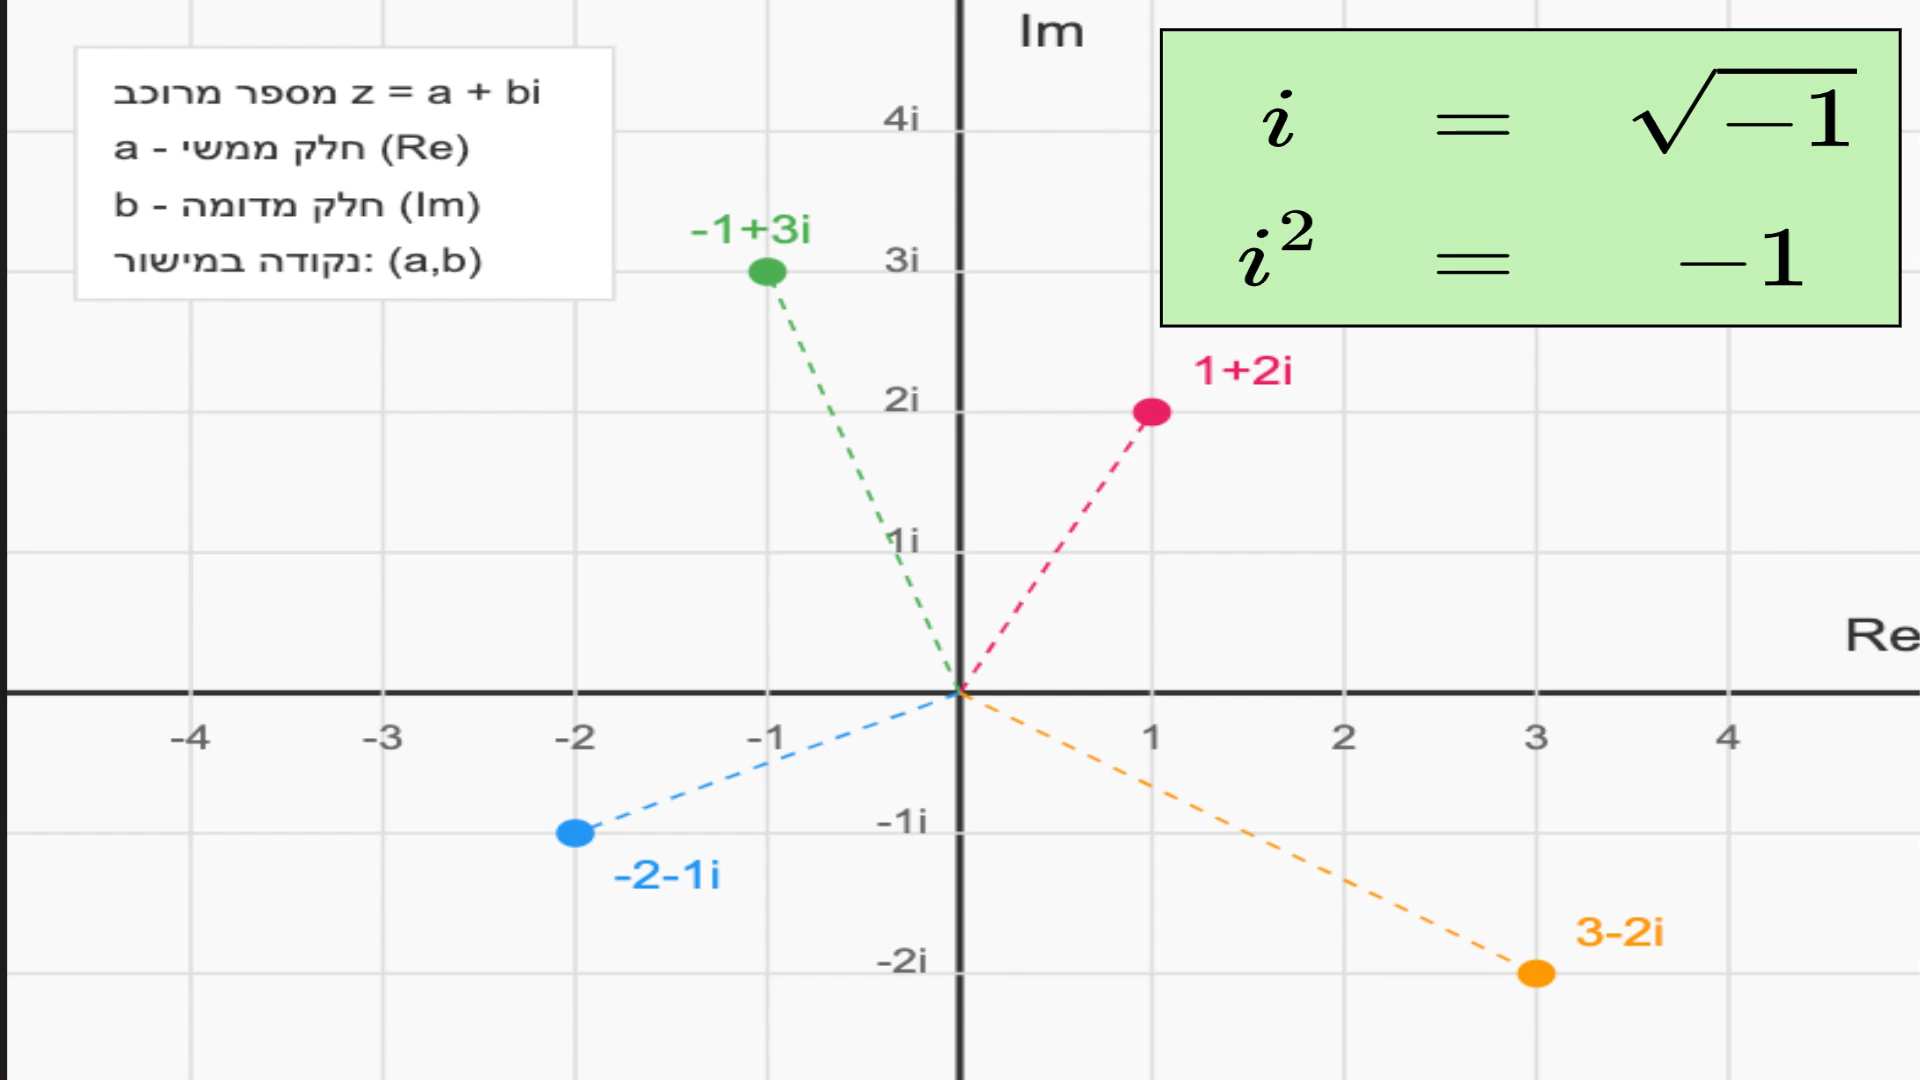 מספר מרוכב z = a + bi
a - חלק ממשי (Re)
b - חלק מדומה (Im)
נקודה במישור: (a,b)
Im
i = √−1
i² = −1
4i
-1+3i
3i
1+2i
2i
1i
Re
-4 -3 -2 -1 1 2 3 4
-1i
-2-1i
3-2i
-2i